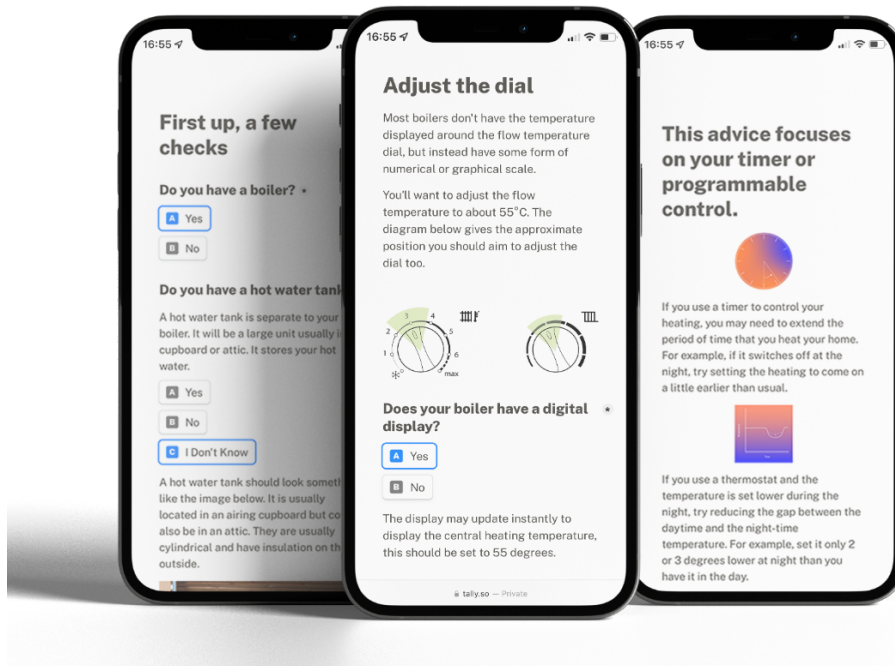 16:55
First up, a few
checks
Do you have a boiler?
A Yes
B No
Do you have a hot water tank
A hot water tank is separate to your
boiler. It will be a large unit usually
cupboard or attic. It stores your hot
water.
A Yes
B No
C I Don't Know
A hot water tank should look
like the image below. It is usually
located in an airing cupboard but
also be in an attic. They are usually
cylindrical and have insulation on
outside.
16:55
Adjust the dial
Most boilers don't have the temperature
displayed around the flow temperature
dial, but instead have some form of
numerical or graphical scale.
You'll want to adjust the flow
temperature to about 55°C. The
diagram below gives the approximate
position you should aim to adjust the
dial too.
1 2 3 4 5 6 max
Does your boiler have a digital
display?
A Yes
B No
The display may update instantly to
display the central heating temperature,
this should be set to 55 degrees.
tally.so — Private
16:55
This advice focuses
on your timer or
programmable
control.
If you use a timer to control your
heating, you may need to extend the
period of time that you heat your home.
For example, if it switches off at the
night, try setting the heating to come on
a little earlier than usual.
If you use a thermostat and the
temperature is set lower during the
night, try reducing the gap between the
daytime and the night-time
temperature. For example, set it only 2
or 3 degrees lower at night than you
have it in the day.